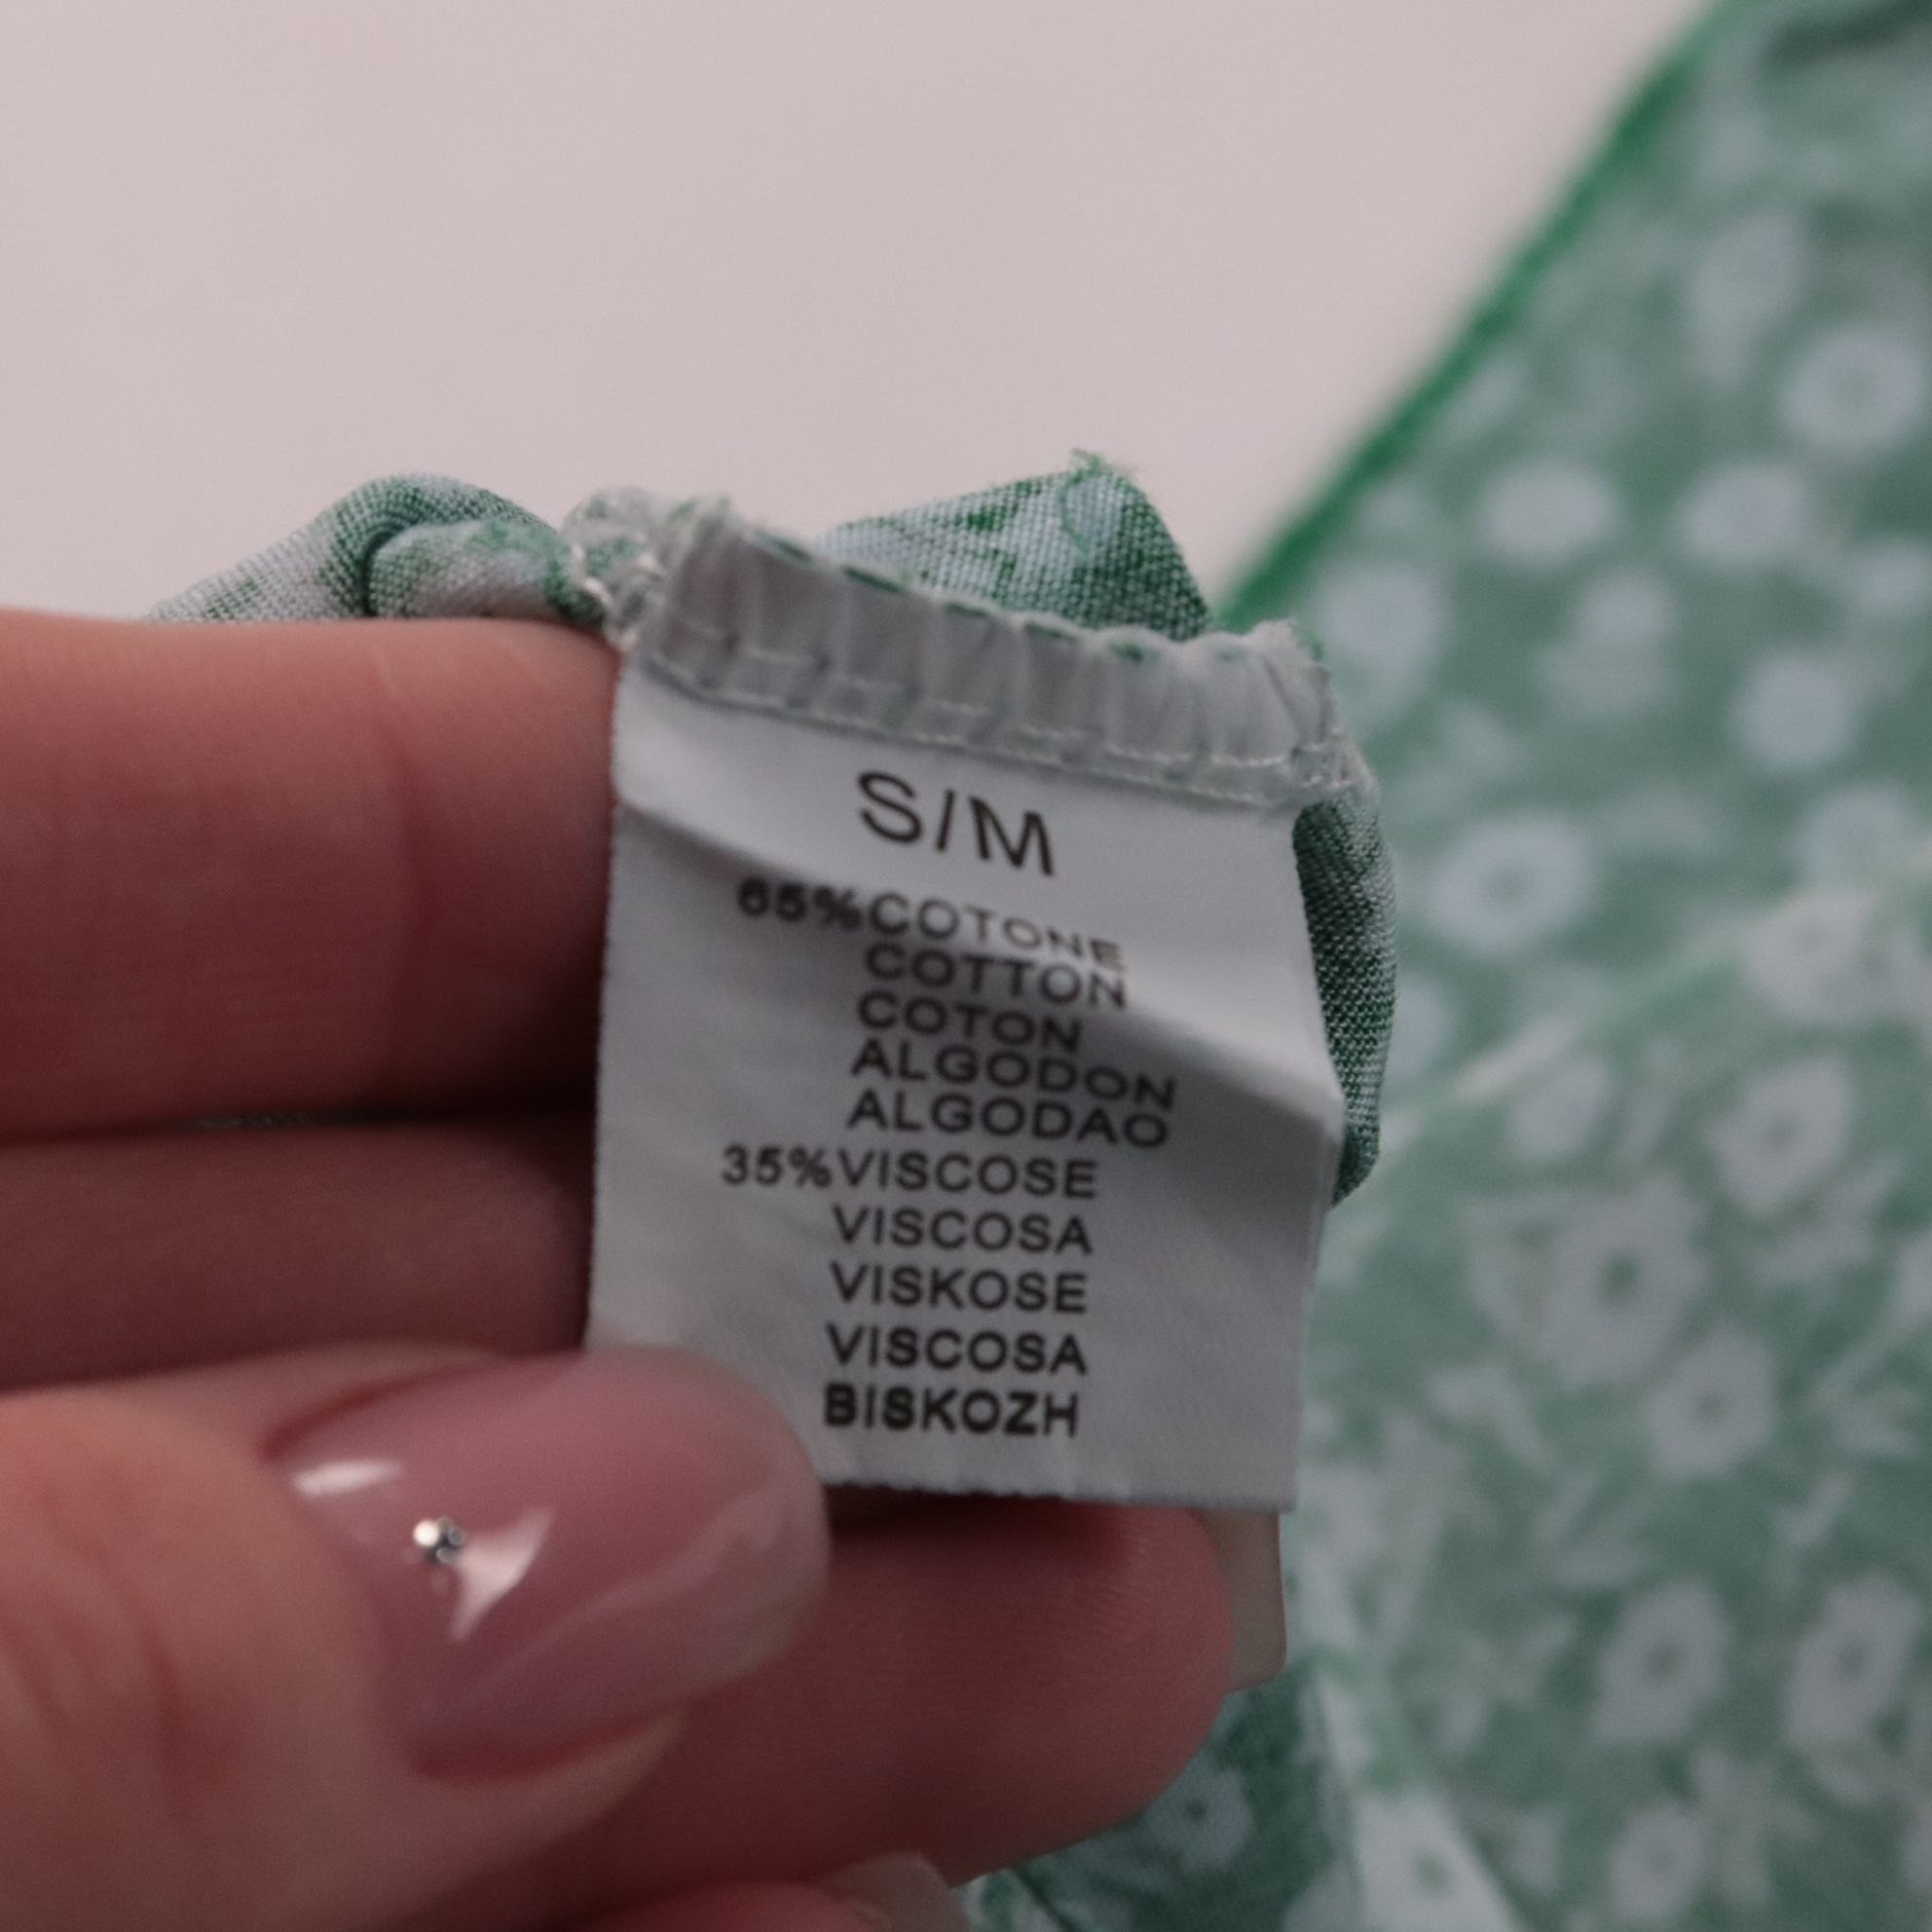 S/M
65%COTONE
COTTON
COTON
ALGODON
ALGODAO
35%VISCOSE
VISCOSA
VISKOSE
VISCOSA
BISKOZH